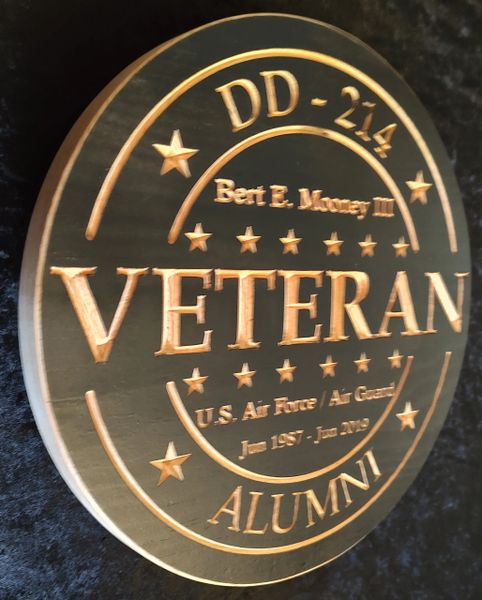 DD - 214
Bert E. Mooney III
VETERAN
U.S. Air Force / Air Guard
Jun 1987 - Jun 2019
ALUMNI